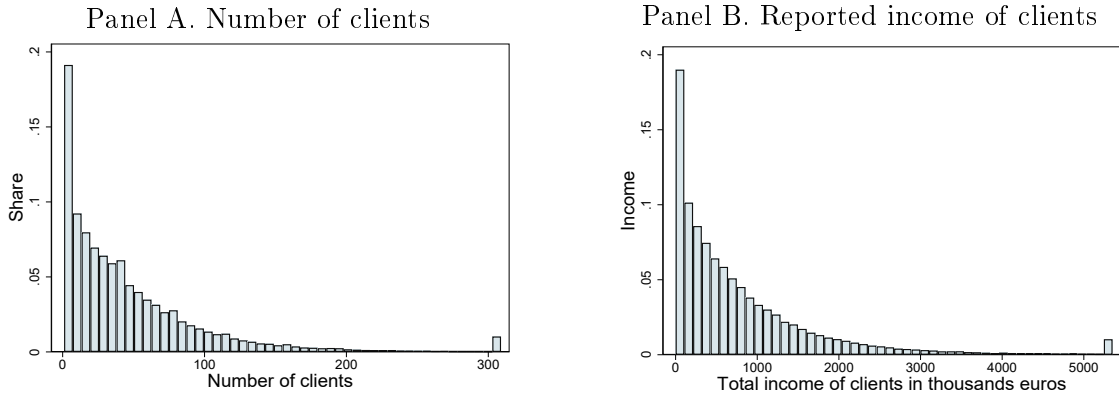 Panel A. Number of clients
Share
.2
.15
.1
.05
0
0 100 200 300
Number of clients
Panel B. Reported income of clients
Income
.2
.15
.1
.05
0
0 1000 2000 3000 4000 5000
Total income of clients in thousands euros